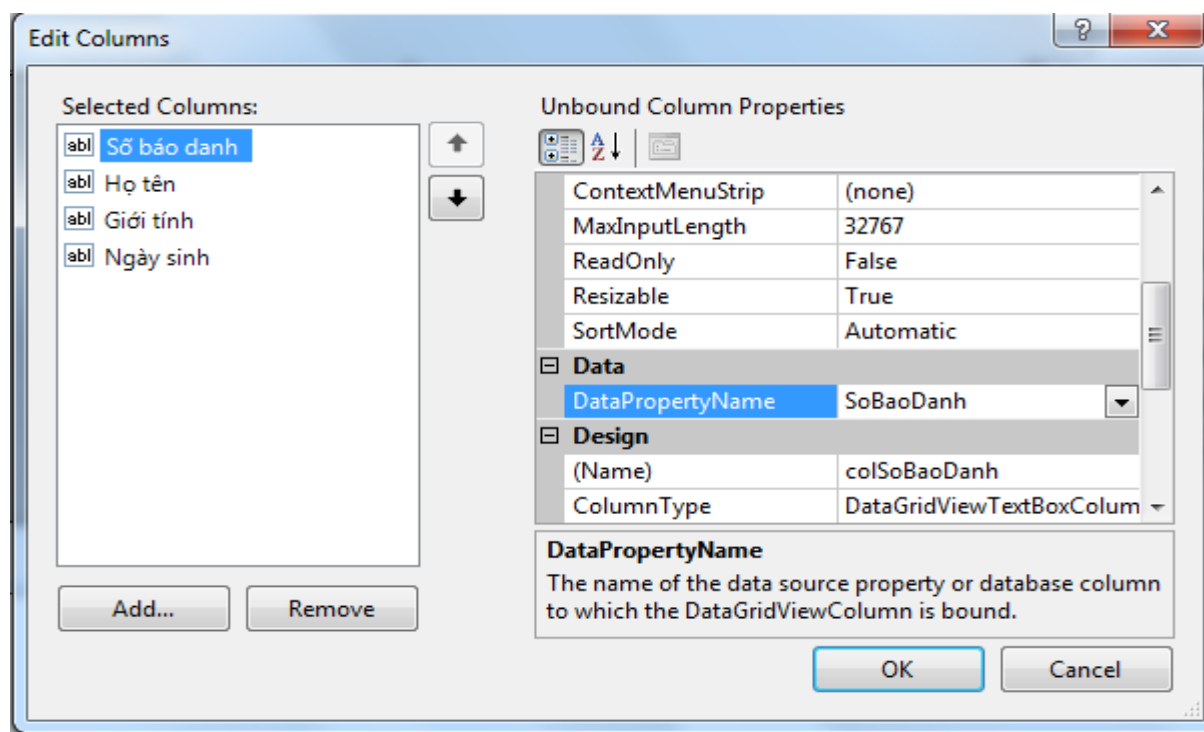 Edit Columns
Selected Columns:
Số báo danh
Họ tên
Giới tính
Ngày sinh
Add...
Remove
Unbound Column Properties
ContextMenuStrip (none)
MaxInputLength 32767
ReadOnly False
Resizable True
SortMode Automatic
Data
DataPropertyName SoBaoDanh
Design
(Name) colSoBaoDanh
ColumnType DataGridViewTextBoxColum
DataPropertyName
The name of the data source property or database column
to which the DataGridViewColumn is bound.
OK
Cancel